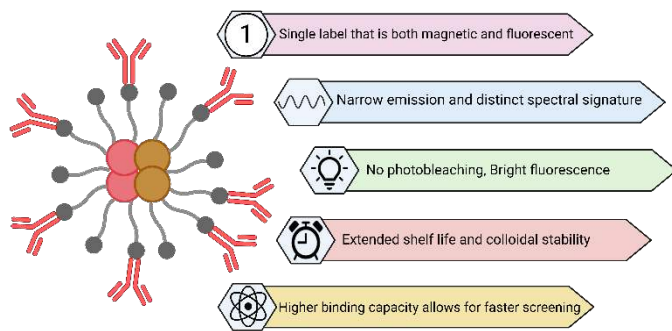 1
Single label that is both magnetic and fluorescent
Narrow emission and distinct spectral signature
No photobleaching, Bright fluorescence
Extended shelf life and colloidal stability
Higher binding capacity allows for faster screening